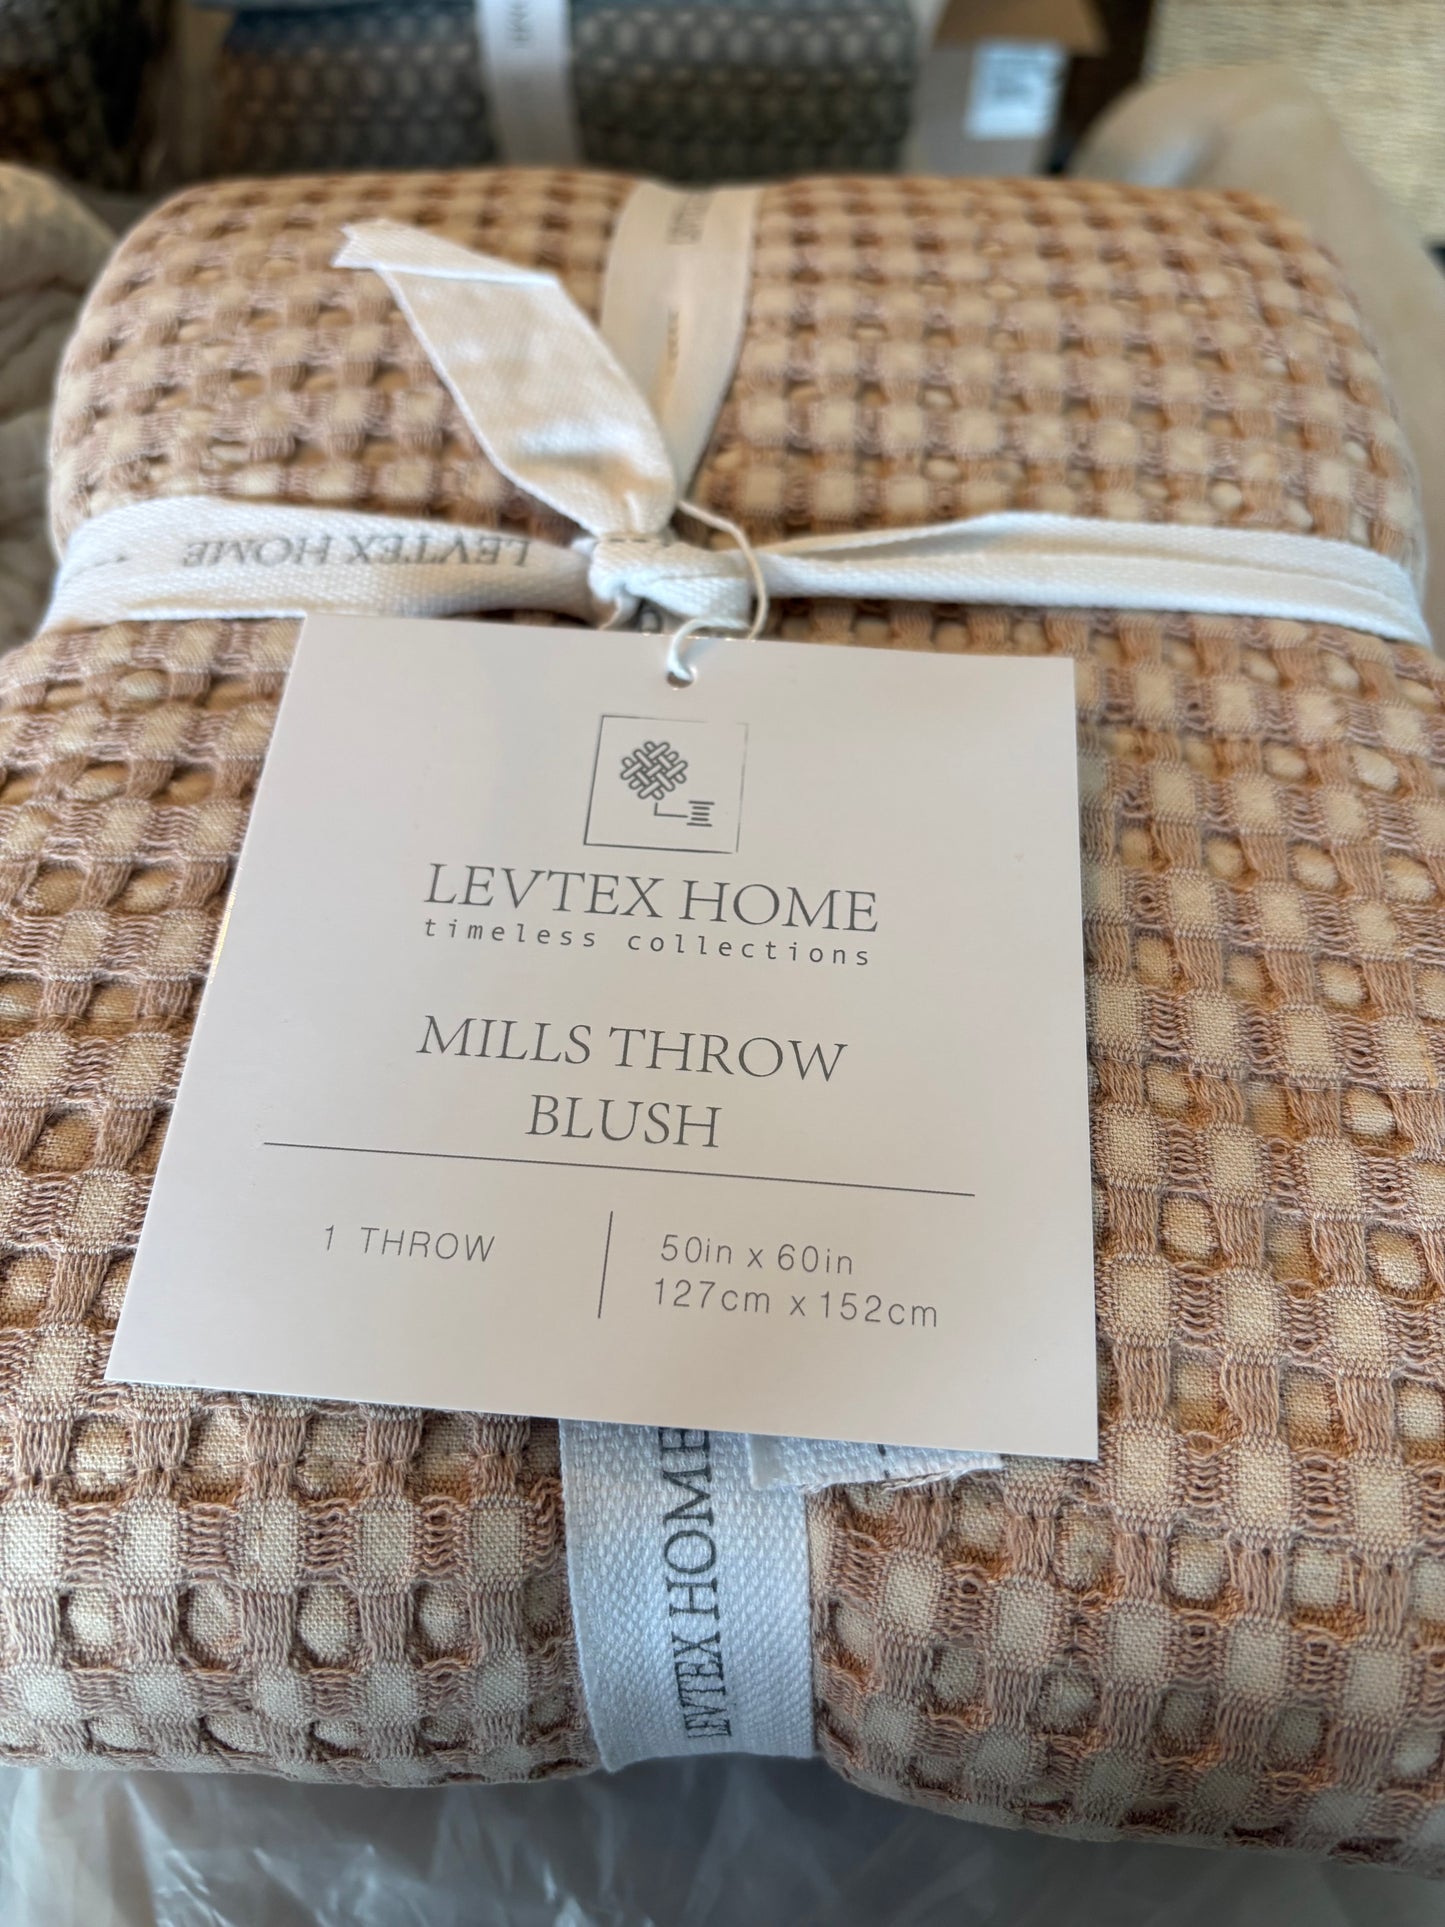 LEVTEX HOME
LEVTEX HOME
timeless collections
MILLS THROW
BLUSH
1 THROW
50in x 60in
127cm x 152cm
LEVTEX HOME